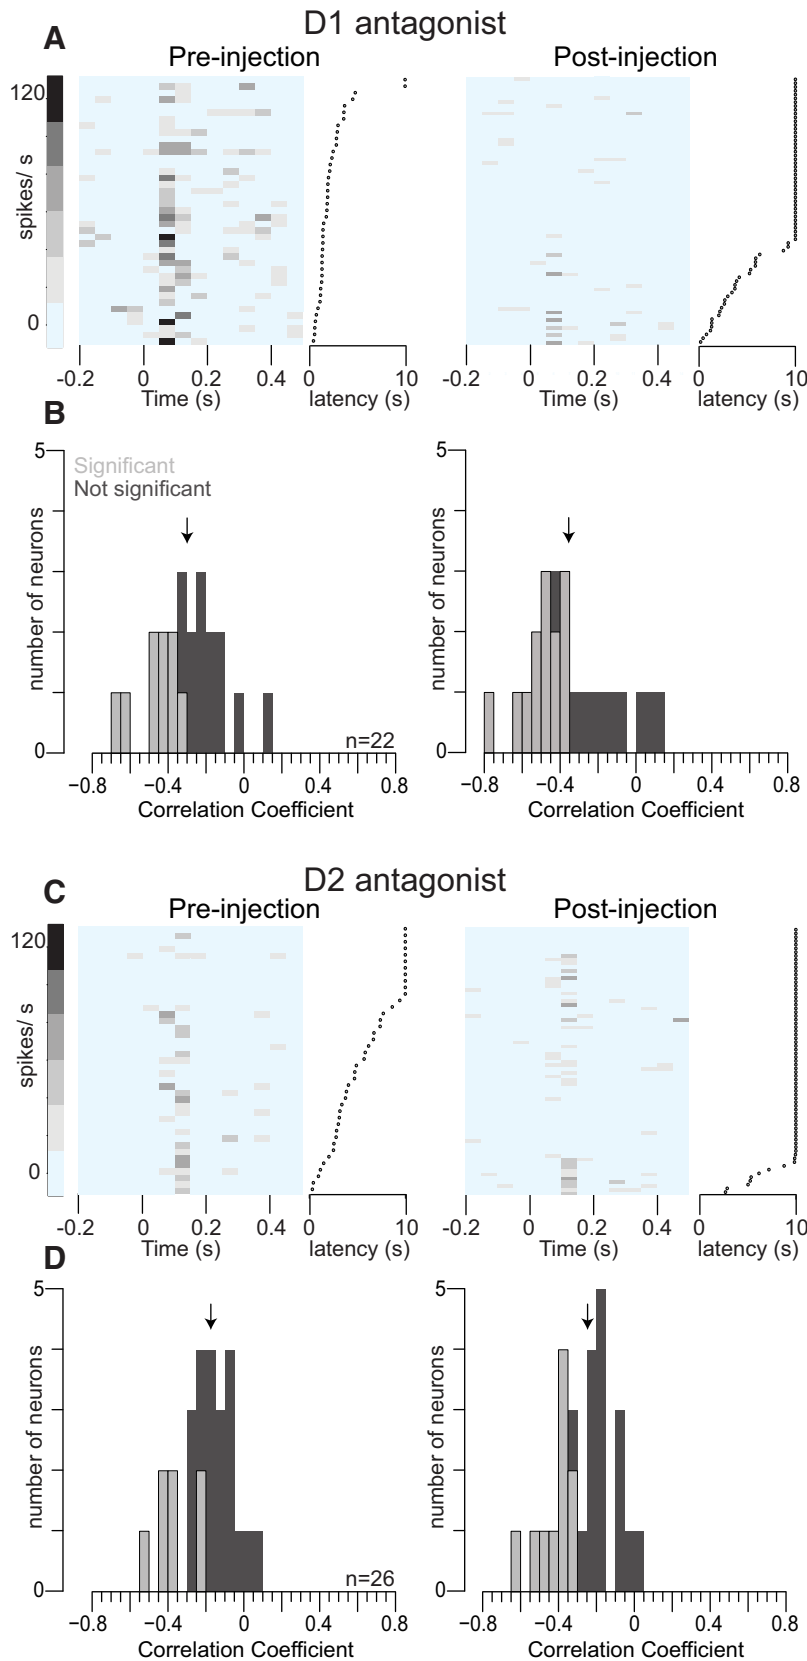 D1 antagonist
A
Pre-injection
Post-injection
120
spikes/ s
0
-0.2 0 0.2 0.4
Time (s)
0 10
latency (s)
-0.2 0 0.2 0.4
Time (s)
0 10
latency (s)
B
5
Significant
Not significant
number of neurons
0
n=22
−0.8 −0.4 0 0.4 0.8
Correlation Coefficient
5
number of neurons
0
−0.8 −0.4 0 0.4 0.8
Correlation Coefficient
D2 antagonist
C
Pre-injection
Post-injection
120
spikes/ s
0
-0.2 0 0.2 0.4
Time (s)
0 10
latency (s)
-0.2 0 0.2 0.4
Time (s)
0 10
latency (s)
D
5
number of neurons
0
n=26
−0.8 −0.4 0 0.4 0.8
Correlation Coefficient
5
number of neurons
0
−0.8 −0.4 0 0.4 0.8
Correlation Coefficient